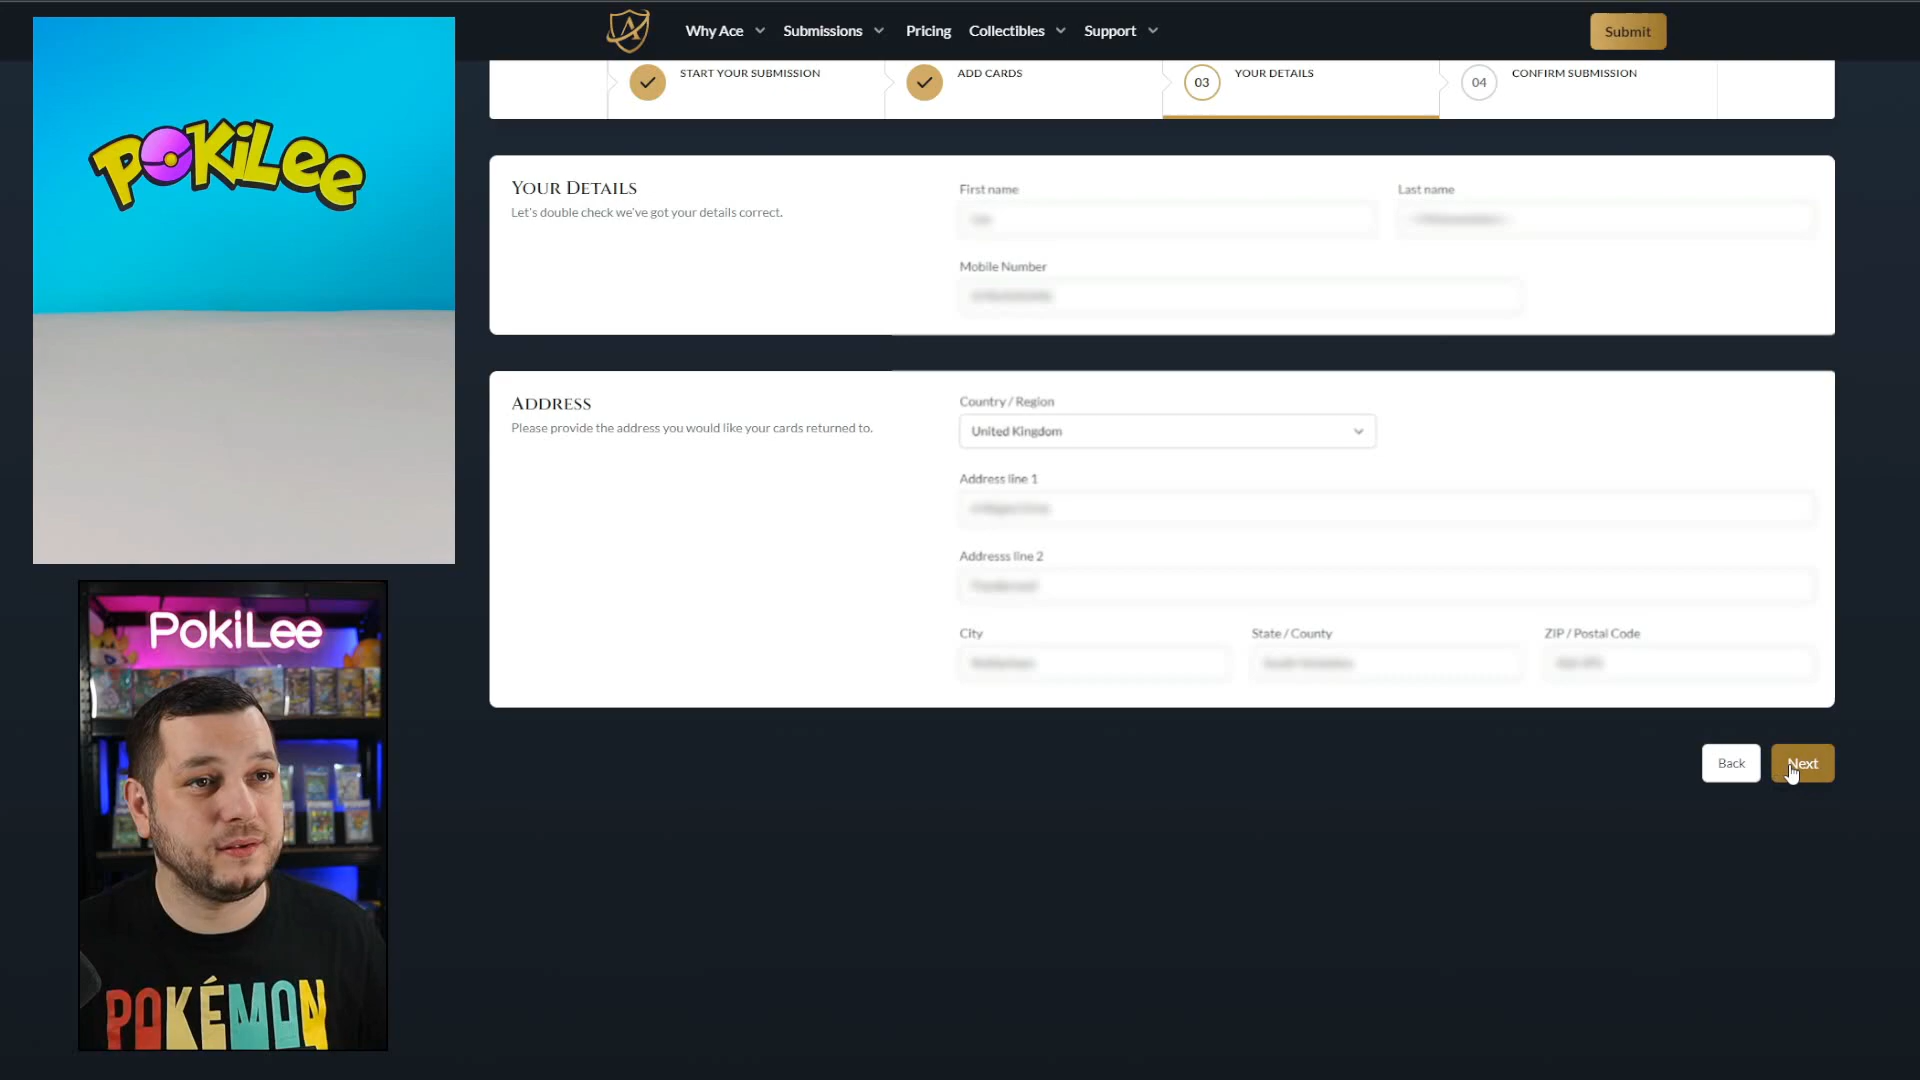 Why Ace
Submissions
Pricing
Collectibles
Support
Submit
START YOUR SUBMISSION
ADD CARDS
03
YOUR DETAILS
04
CONFIRM SUBMISSION
POKiLee
YOUR DETAILS
Let's double check we've got your details correct.
First name
Last name
Mobile Number
ADDRESS
Please provide the address you would like your cards returned to.
Country / Region
United Kingdom
Address line 1
Addresss line 2
City
State / County
ZIP / Postal Code
Back
Next
PokiLee
POKÉMON